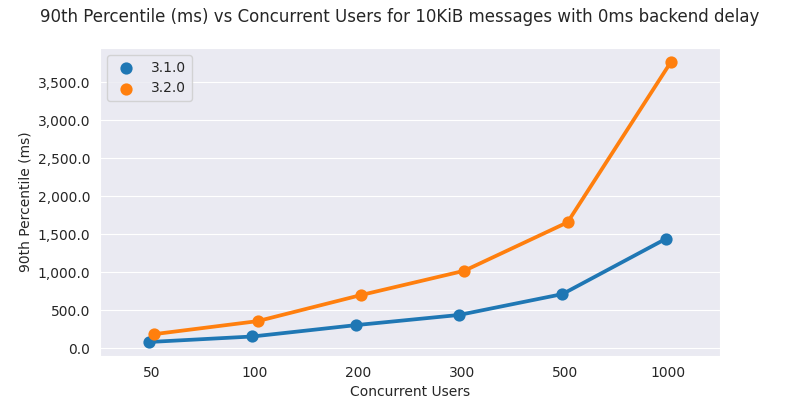 90th Percentile (ms) vs Concurrent Users for 10KiB messages with 0ms backend delay
3.1.0
3.2.0
90th Percentile (ms)
3,500.0
3,000.0
2,500.0
2,000.0
1,500.0
1,000.0
500.0
0.0
50 100 200 300 500 1000
Concurrent Users